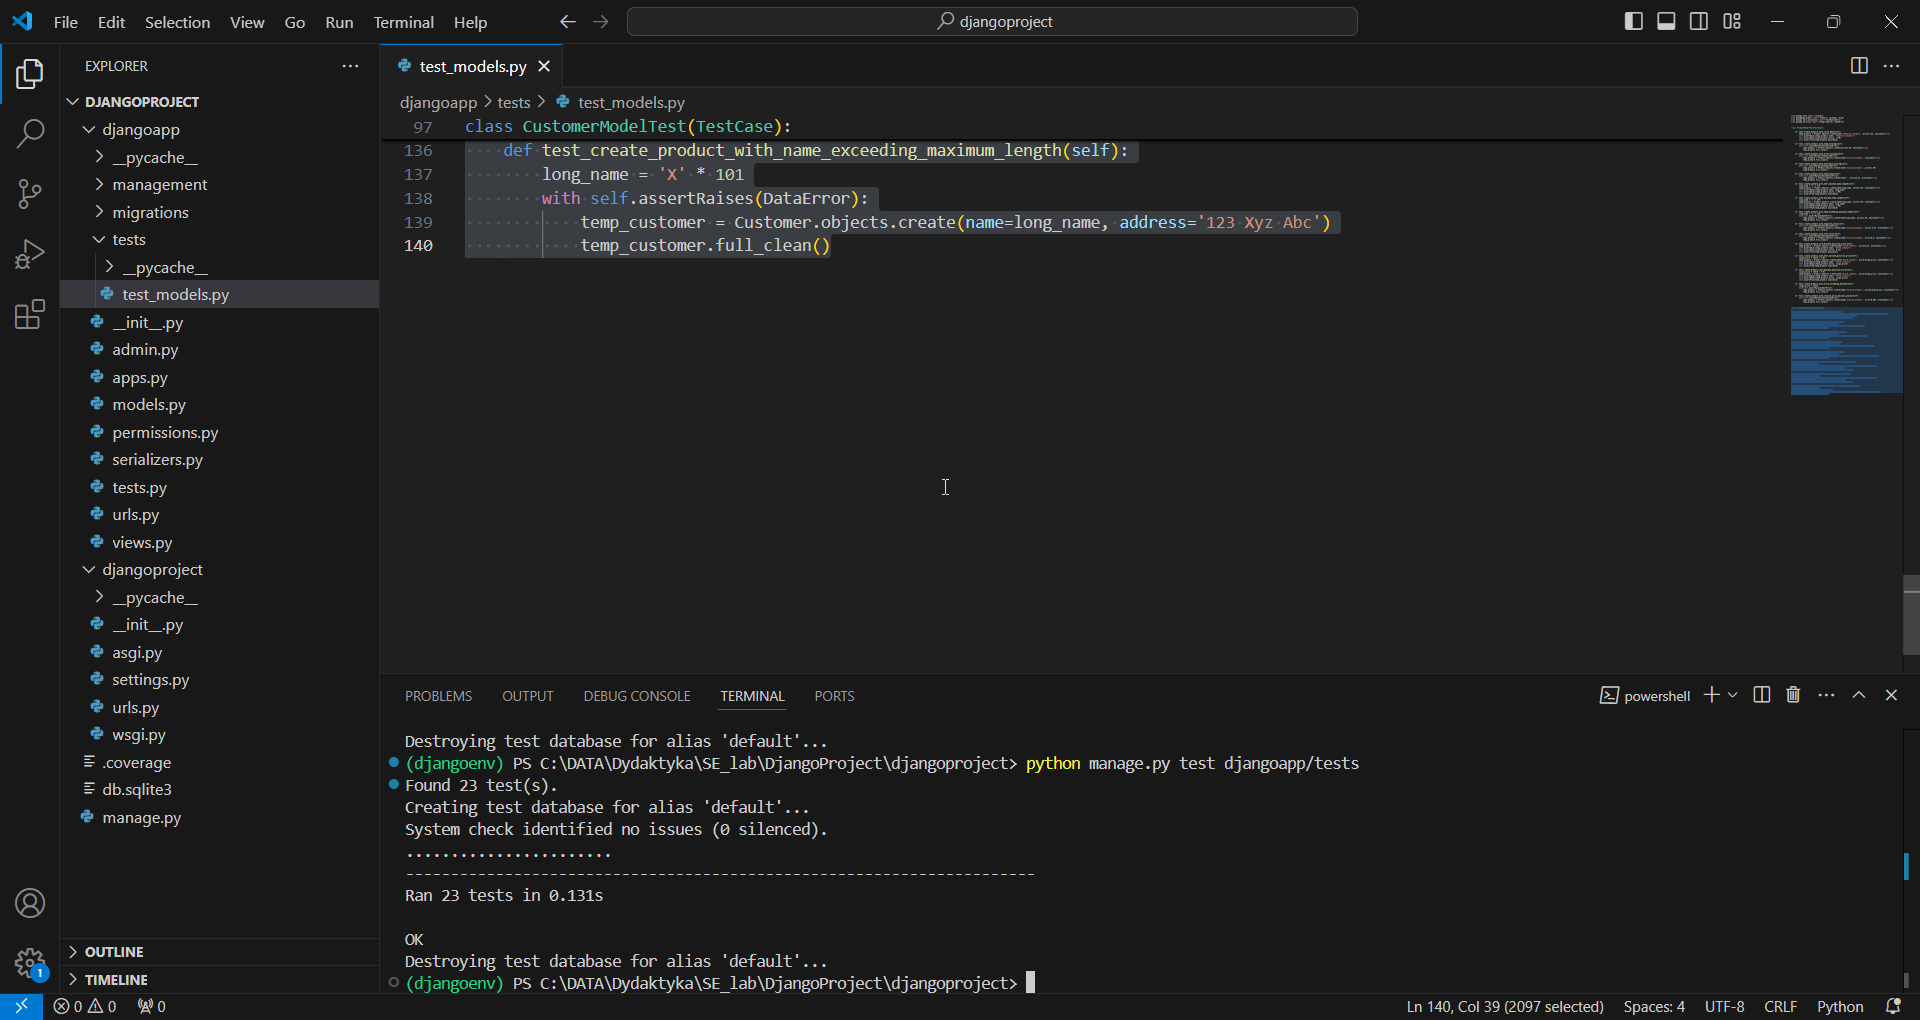 File Edit Selection View Go Run Terminal Help
djangoproject
EXPLORER
DJANGOPROJECT
djangoapp
__pycache__
management
migrations
tests
__pycache__
test_models.py
__init__.py
admin.py
apps.py
models.py
permissions.py
serializers.py
tests.py
urls.py
views.py
djangoproject
__pycache__
__init__.py
asgi.py
settings.py
urls.py
wsgi.py
.coverage
db.sqlite3
manage.py
OUTLINE
TIMELINE
test_models.py
djangoapp > tests > test_models.py
97 class CustomerModelTest(TestCase):
136 def test_create_product_with_name_exceeding_maximum_length(self):
137 long_name = 'X' * 101
138 with self.assertRaises(DataError):
139 temp_customer = Customer.objects.create(name=long_name, address='123 Xyz Abc')
140 temp_customer.full_clean()
PROBLEMS OUTPUT DEBUG CONSOLE TERMINAL PORTS
powershell
Destroying test database for alias 'default'...
(djangoenv) PS C:\DATA\Dydaktyka\SE_lab\DjangoProject\djangoproject> python manage.py test djangoapp/tests
Found 23 test(s).
Creating test database for alias 'default'...
System check identified no issues (0 silenced).
.......................
----------------------------------------------------------------------
Ran 23 tests in 0.131s
OK
Destroying test database for alias 'default'...
(djangoenv) PS C:\DATA\Dydaktyka\SE_lab\DjangoProject\djangoproject>
1
0 0 0
Ln 140, Col 39 (2097 selected) Spaces: 4 UTF-8 CRLF Python